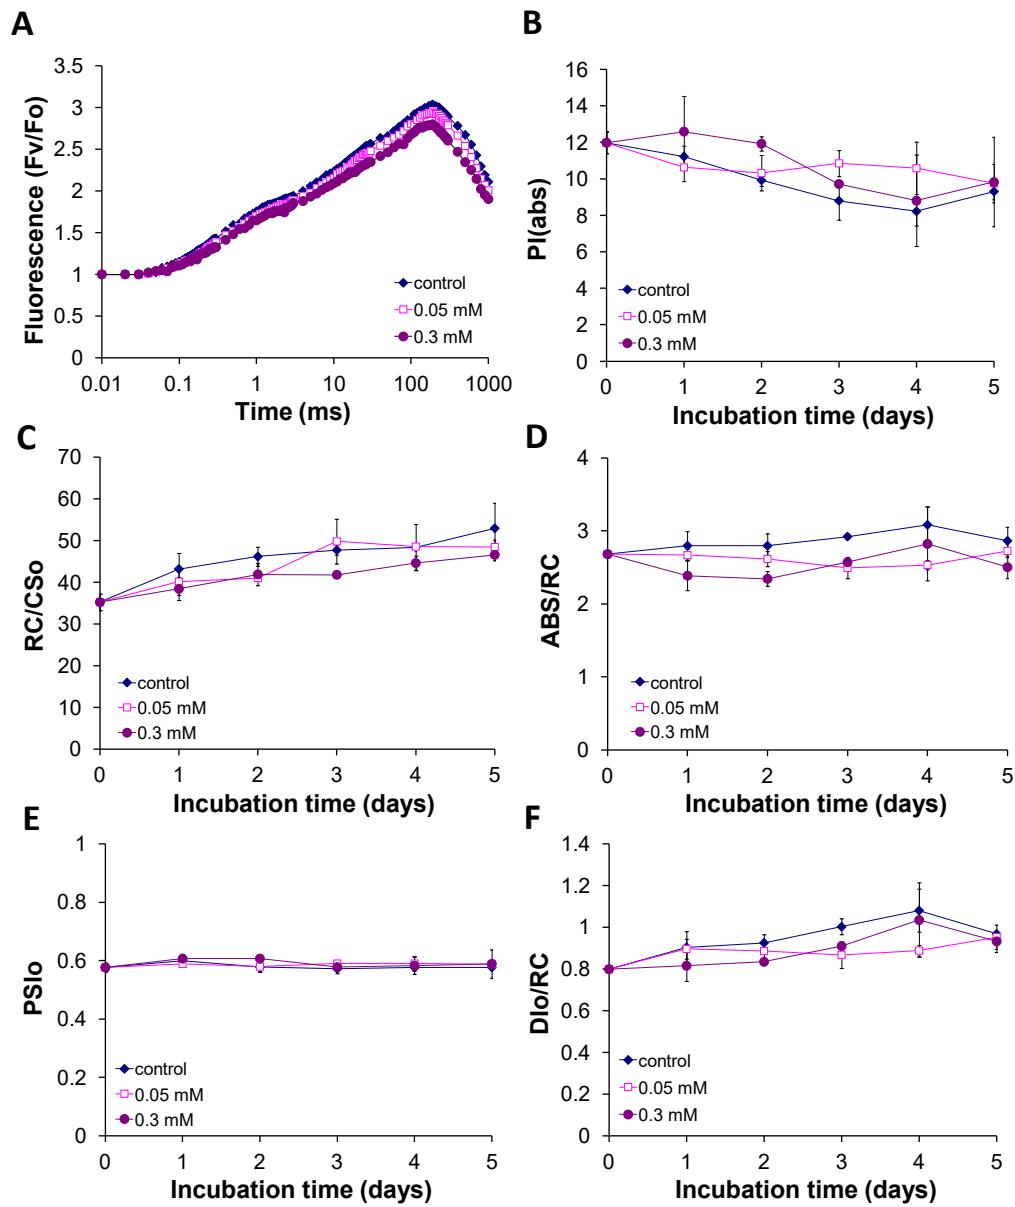 A
Fluorescence (Fv/Fo)
3.5
3
2.5
2
1.5
1
0.5
0
0.01 0.1 1 10 100 1000
Time (ms)
control
0.05 mM
0.3 mM
B
PI(abs)
16
14
12
10
8
6
4
2
0
0 1 2 3 4 5
Incubation time (days)
control
0.05 mM
0.3 mM
C
RC/CSo
70
60
50
40
30
20
10
0
0 1 2 3 4 5
Incubation time (days)
control
0.05 mM
0.3 mM
D
ABS/RC
4
3
2
1
0
0 1 2 3 4 5
Incubation time (days)
control
0.05 mM
0.3 mM
E
PSIo
1
0.8
0.6
0.4
0.2
0
0 1 2 3 4 5
Incubation time (days)
control
0.05 mM
0.3 mM
F
DIo/RC
1.4
1.2
1
0.8
0.6
0.4
0.2
0
0 1 2 3 4 5
Incubation time (days)
control
0.05 mM
0.3 mM